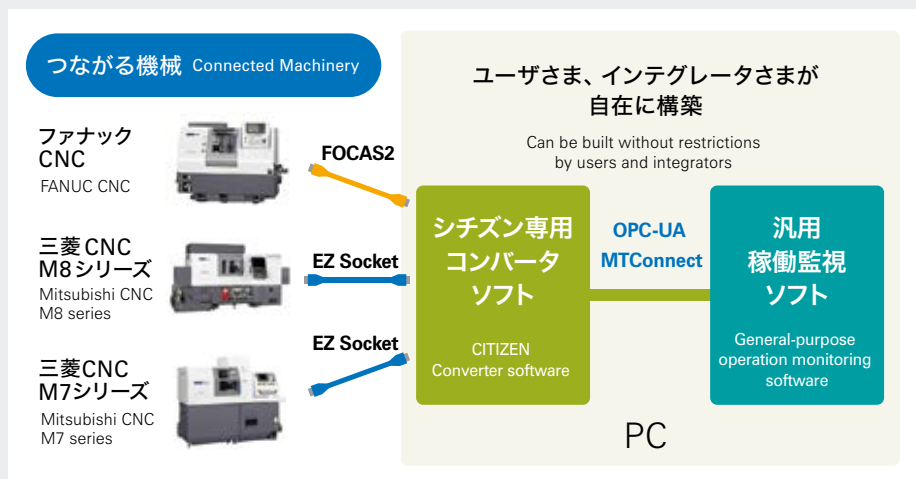 つながる機械 Connected Machinery
ファナック
CNC
FANUC CNC
FOCAS2
三菱CNC
M8シリーズ
Mitsubishi CNC
M8 series
EZ Socket
三菱CNC
M7シリーズ
Mitsubishi CNC
M7 series
EZ Socket
ユーザさま、インテグレータさまが
自在に構築
Can be built without restrictions
by users and integrators
シチズン専用
コンバータ
ソフト
CITIZEN
Converter software
OPC-UA
MTConnect
汎用
稼働監視
ソフト
General-purpose
operation monitoring
software
PC